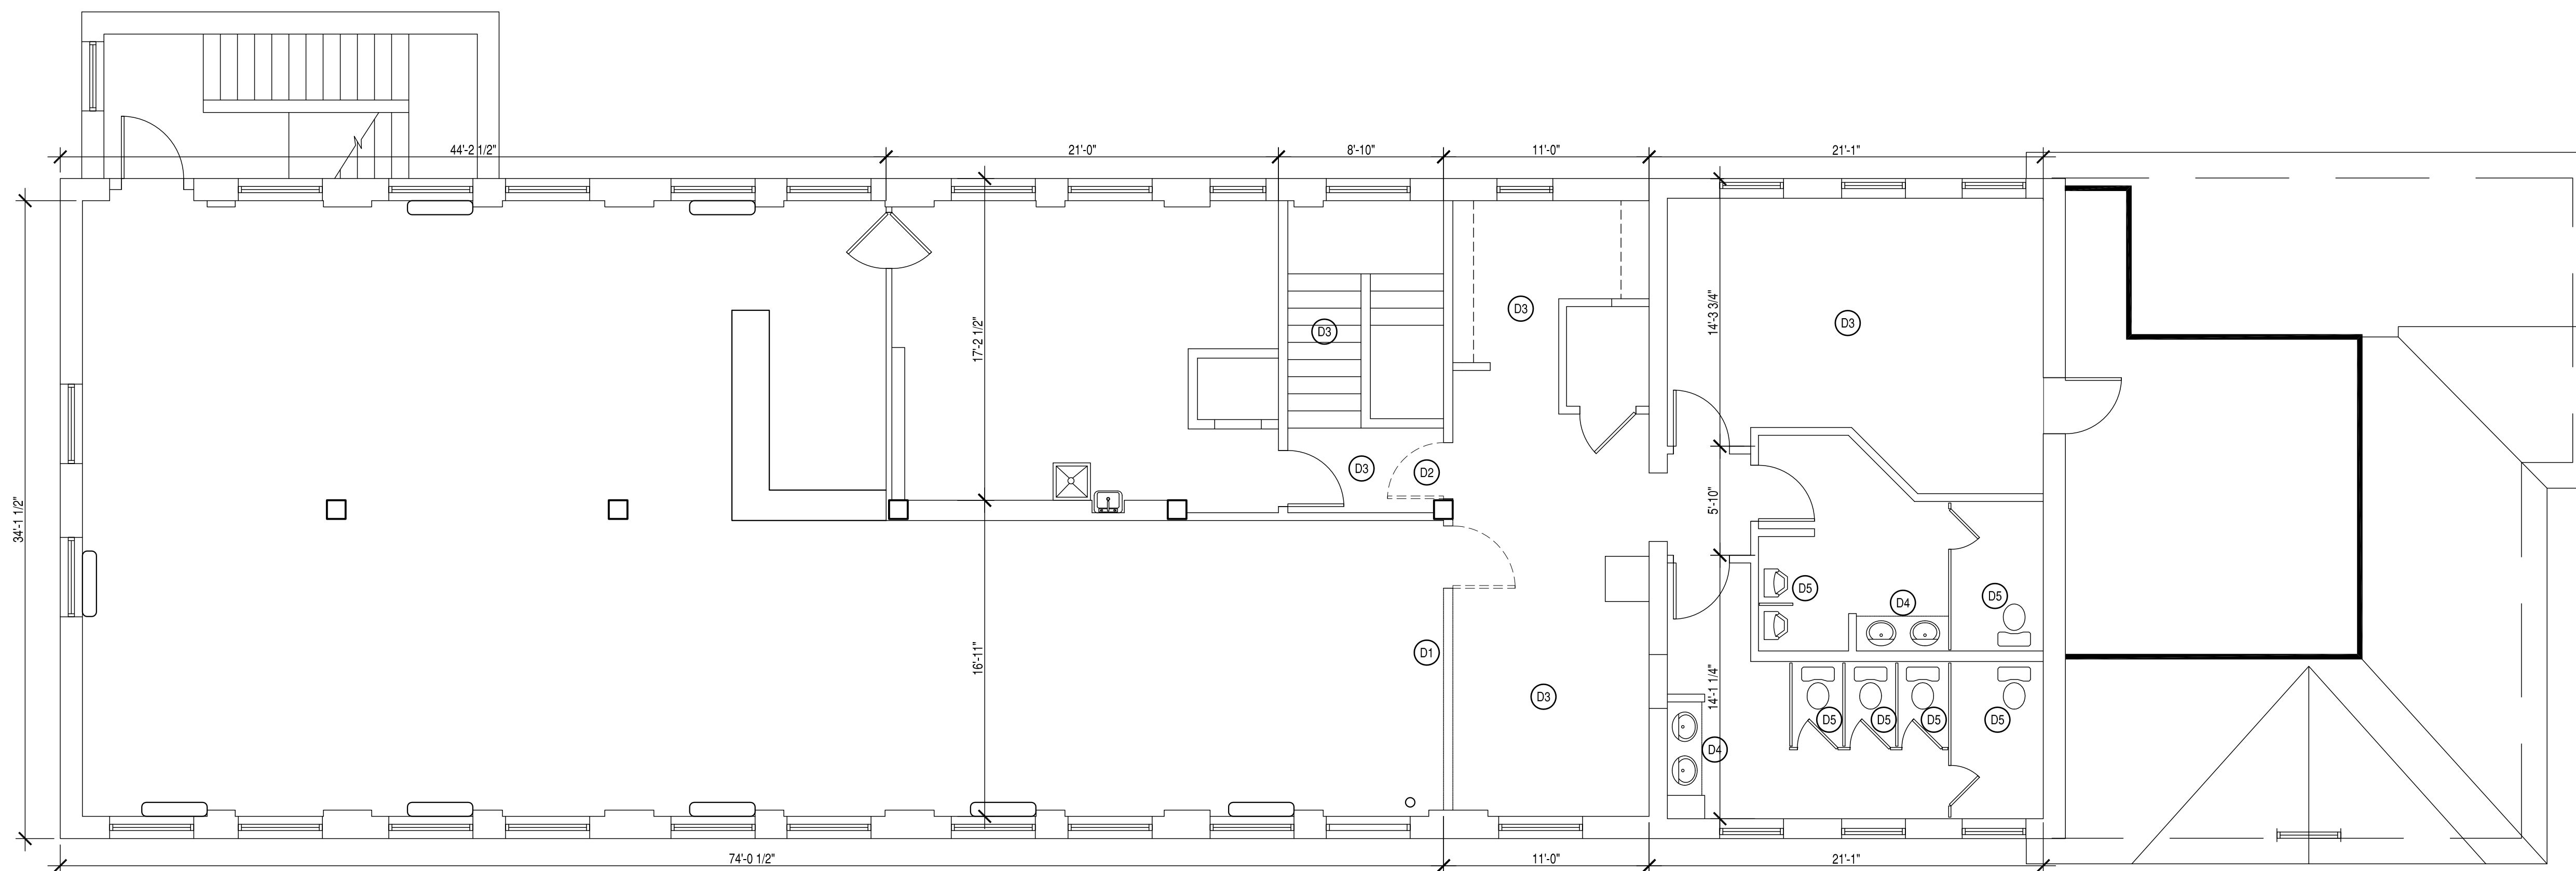 44'-2 1/2"
21'-0"
8'-10"
11'-0"
21'-1"
34'-1 1/2"
17'-2 1/2"
14'-3 3/4"
D3
D3
D3
D3
D2
5'-10"
D5
D4
D5
16'-11"
D1
D3
14'-1 1/4"
D5
D5
D5
D5
D4
74'-0 1/2"
11'-0"
21'-1"